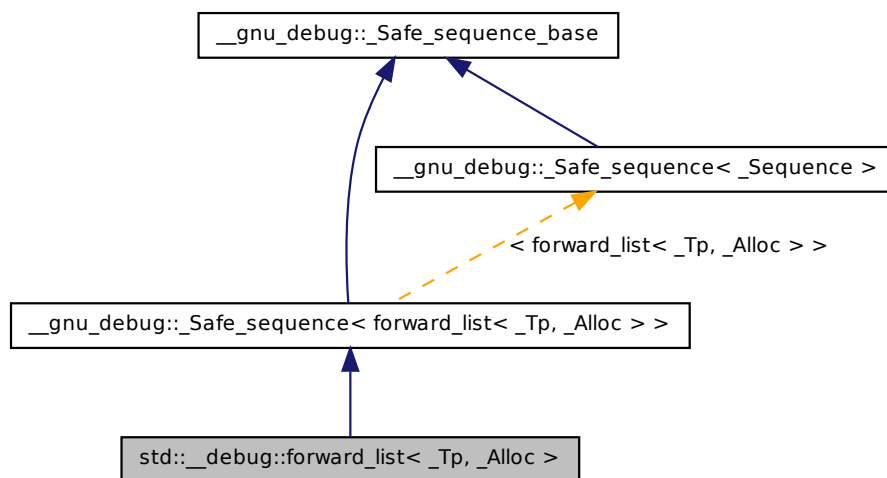 __gnu_debug::_Safe_sequence_base
__gnu_debug::_Safe_sequence< _Sequence >
< forward_list< _Tp, _Alloc > >
__gnu_debug::_Safe_sequence< forward_list< _Tp, _Alloc > >
std::__debug::forward_list< _Tp, _Alloc >